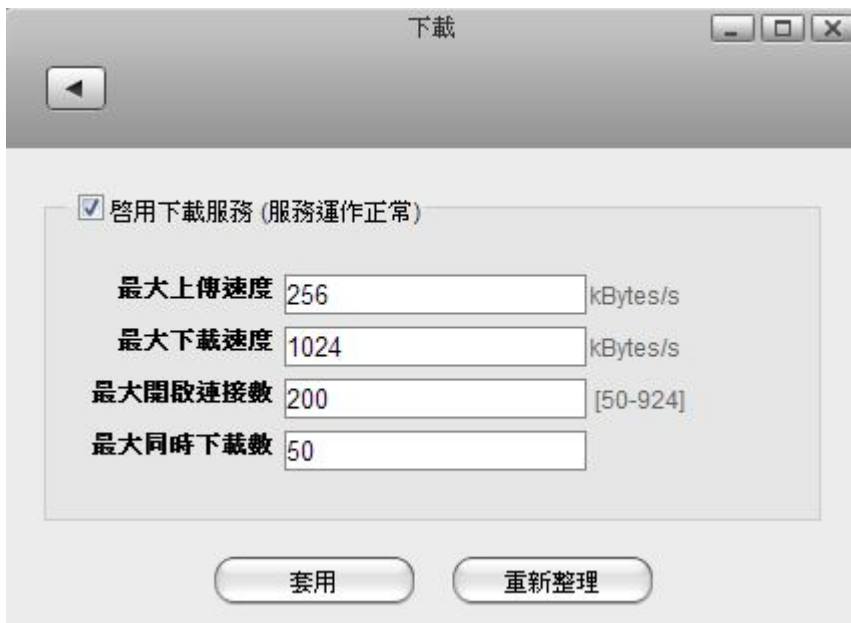 下載
啓用下載服務 (服務運作正常)
最大上傳速度 256 kBytes/s
最大下載速度 1024 kBytes/s
最大開啟連接數 200 [50-924]
最大同時下載數 50
套用 重新整理